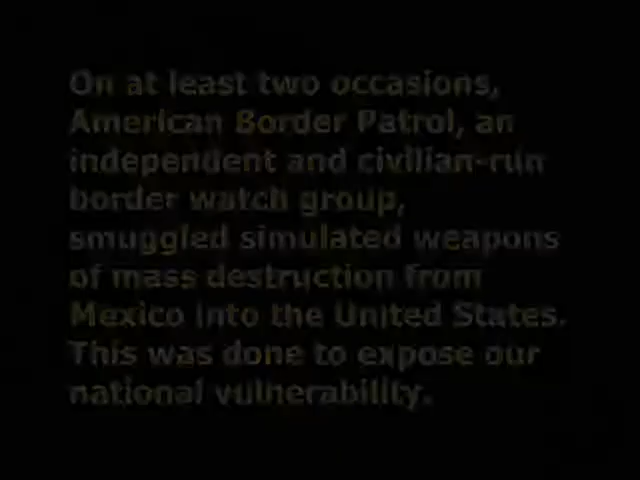 On at least two occasions,
American Border Patrol, an
independent and civilian-run
border watch group,
smuggled simulated weapons
of mass destruction from
Mexico into the United States.
This was done to expose our
national vulnerability.